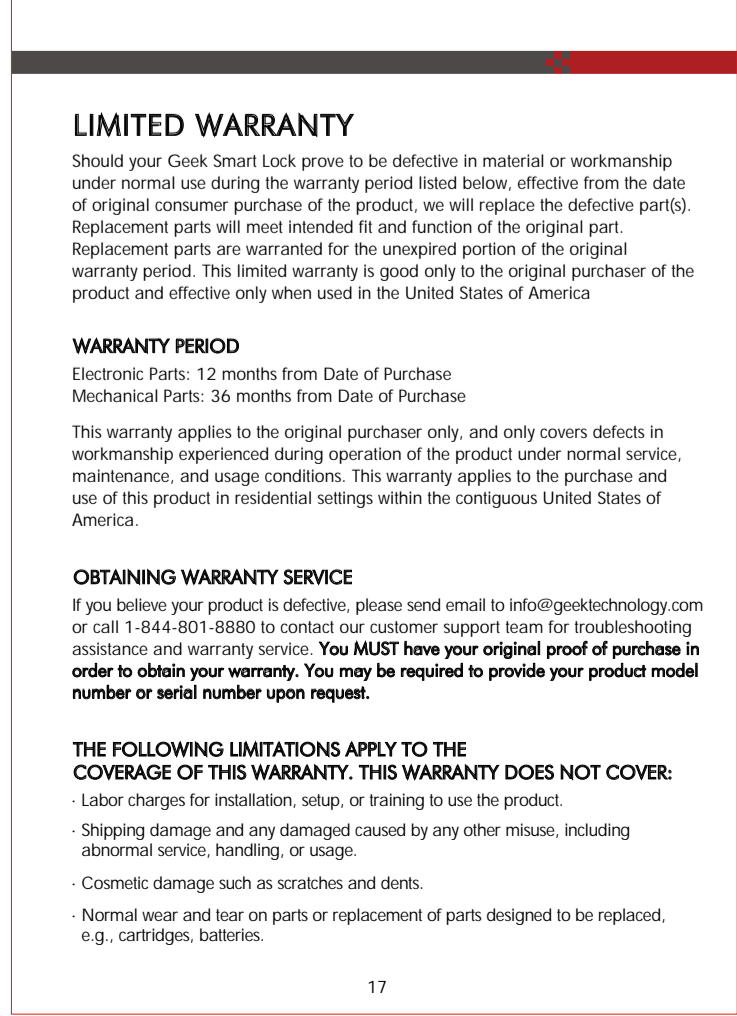 LIMITED WARRANTY
Should your Geek Smart Lock prove to be defective in material or workmanship
under normal use during the warranty period listed below, effective from the date
of original consumer purchase of the product, we will replace the defective part(s).
Replacement parts will meet intended fit and function of the original part.
Replacement parts are warranted for the unexpired portion of the original
warranty period. This limited warranty is good only to the original purchaser of the
product and effective only when used in the United States of America
WARRANTY PERIOD
Electronic Parts: 12 months from Date of Purchase
Mechanical Parts: 36 months from Date of Purchase
This warranty applies to the original purchaser only, and only covers defects in
workmanship experienced during operation of the product under normal service,
maintenance, and usage conditions. This warranty applies to the purchase and
use of this product in residential settings within the contiguous United States of
America.
OBTAINING WARRANTY SERVICE
If you believe your product is defective, please send email to info@geektechnology.com
or call 1-844-801-8880 to contact our customer support team for troubleshooting
assistance and warranty service. You MUST have your original proof of purchase in
order to obtain your warranty. You may be required to provide your product model
number or serial number upon request.
THE FOLLOWING LIMITATIONS APPLY TO THE
COVERAGE OF THIS WARRANTY. THIS WARRANTY DOES NOT COVER:
· Labor charges for installation, setup, or training to use the product.
· Shipping damage and any damaged caused by any other misuse, including
abnormal service, handling, or usage.
· Cosmetic damage such as scratches and dents.
· Normal wear and tear on parts or replacement of parts designed to be replaced,
e.g., cartridges, batteries.
17